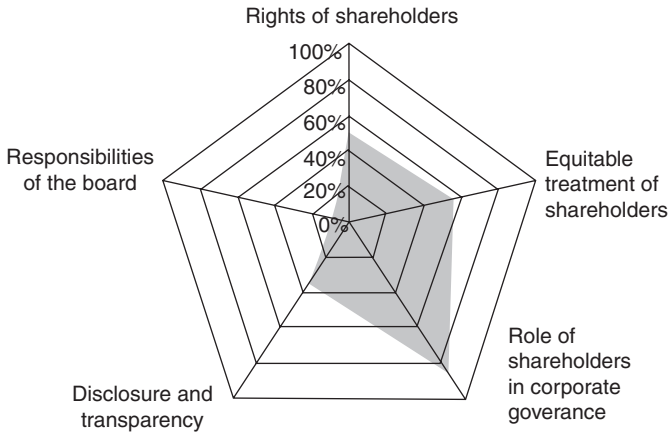 Rights of shareholders
100%
80%
60%
40%
20%
0%
Responsibilities
of the board
Equitable
treatment of
shareholders
Role of
shareholders
in corporate
goverance
Disclosure and
transparency